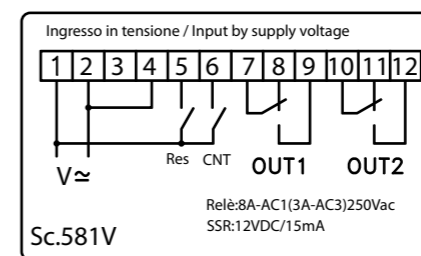 Ingresso in tensione / Input by supply voltage
1 2 3 4 5 6 7 8 9 10 11 12
Res CNT OUT1 OUT2
V≃
Relè:8A-AC1(3A-AC3)250Vac
SSR:12VDC/15mA
Sc.581V